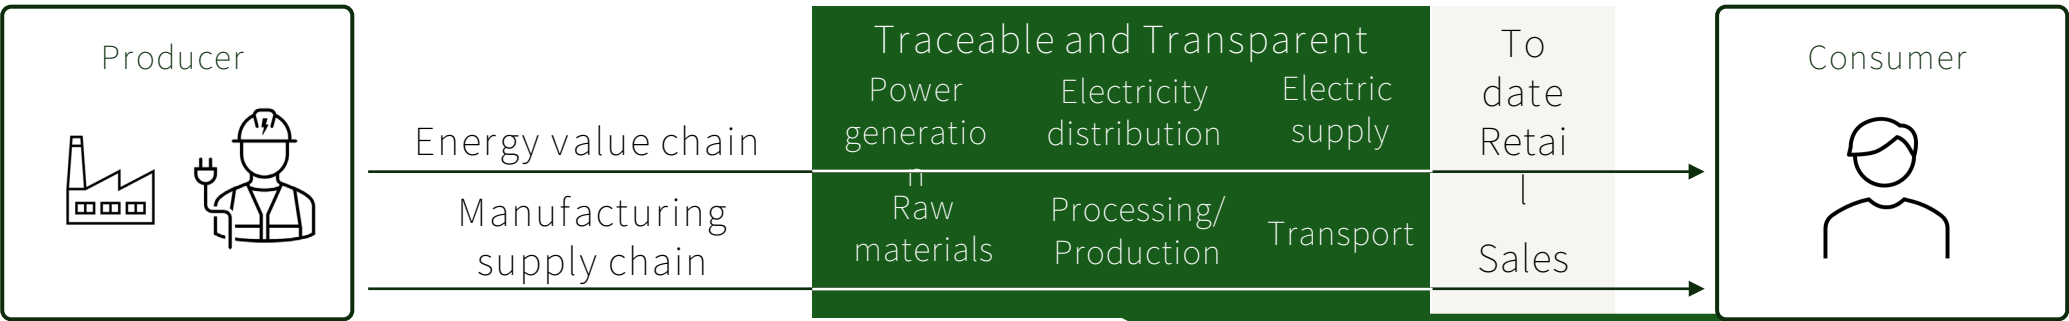 Producer
Energy value chain
Manufacturing
supply chain
Traceable and Transparent
Power
generatio
n
Electricity
distribution
Electric
supply
Raw
materials
Processing/
Production
Transport
To
date
Retai
l
Sales
Consumer